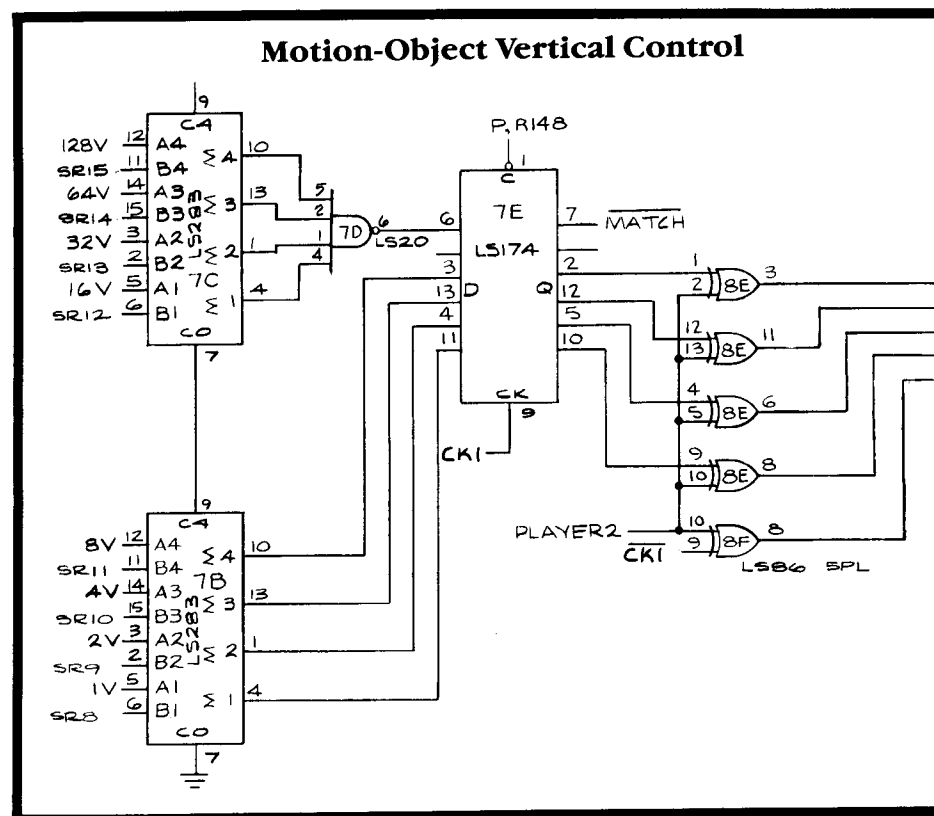 Motion-Object Vertical Control
9
C4
128V 12 A4
Σ4 10
SR15 11 B4
64V 14 A3
Σ3 13
SR14 15 B3
32V 3 A2
Σ2 1
SR13 2 B2
16V 5 A1
Σ1 4
SR12 6 B1
LS283
7C
C0
7
5
2
1
4
7D
6
LS20
P, R148
1
C
7E
LS174
6
7 MATCH
3
2
13 D
Q 12
4
5
11
10
CK
9
CK1
1
2
8E
3
12
13
8E
11
4
5
8E
6
9
10
8E
8
PLAYER2
10
CK1
9
8F
8
LS86 SPL
9
C4
8V 12 A4
Σ4 10
SR11 11 B4
7B
4V 14 A3
Σ3 13
SR10 15 B3
LS283
2V 3 A2
Σ2 1
SR9 2 B2
1V 5 A1
Σ1 4
SR8 6 B1
C0
7